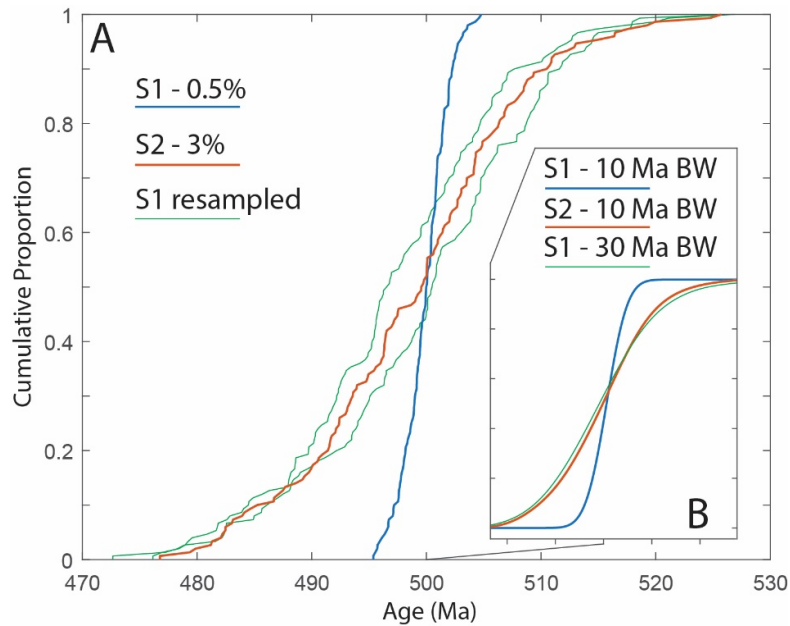 A
S1 - 0.5%
S2 - 3%
S1 resampled
S1 - 10 Ma BW
S2 - 10 Ma BW
S1 - 30 Ma BW
B
1
0.8
0.6
0.4
0.2
0
Cumulative Proportion
470 480 490 500 510 520 530
Age (Ma)